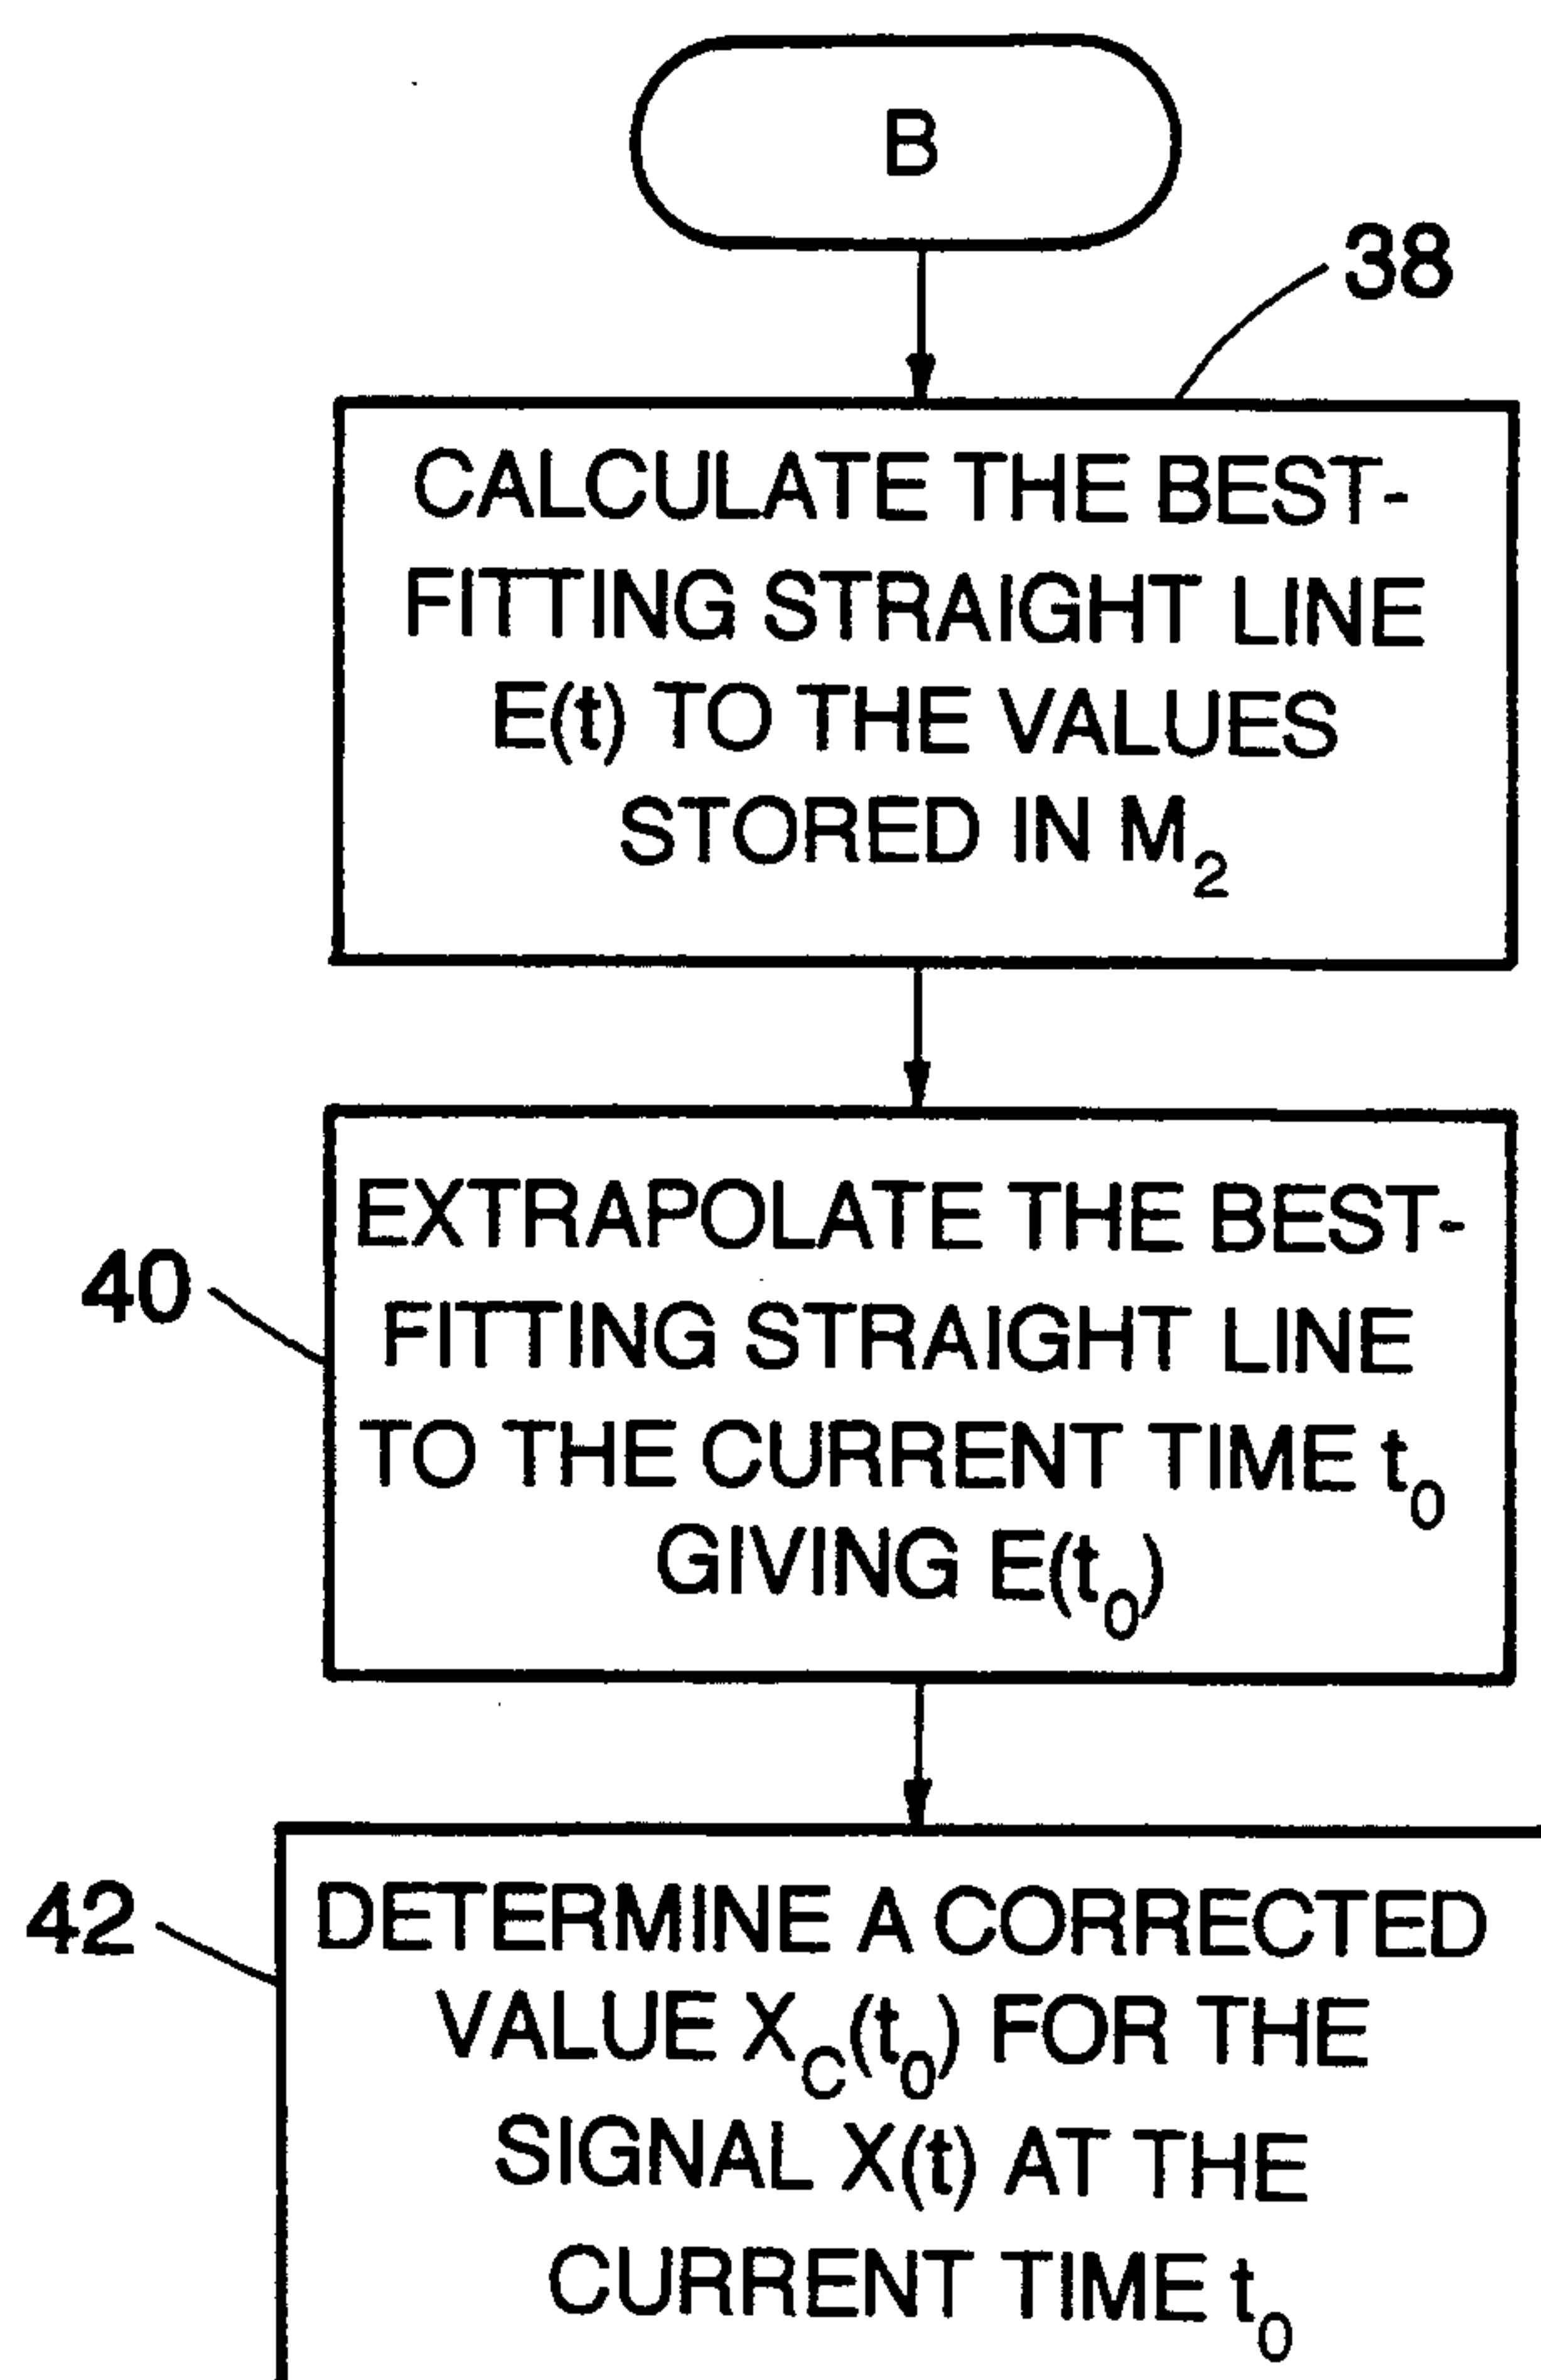 B
38
CALCULATE THE BEST-
FITTING STRAIGHT LINE
E(t) TO THE VALUES
STORED IN M₂
40
EXTRAPOLATE THE BEST-
FITTING STRAIGHT LINE
TO THE CURRENT TIME t₀
GIVING E(t₀)
42
DETERMINE A CORRECTED
VALUE X_C(t₀) FOR THE
SIGNAL X(t) AT THE
CURRENT TIME t₀